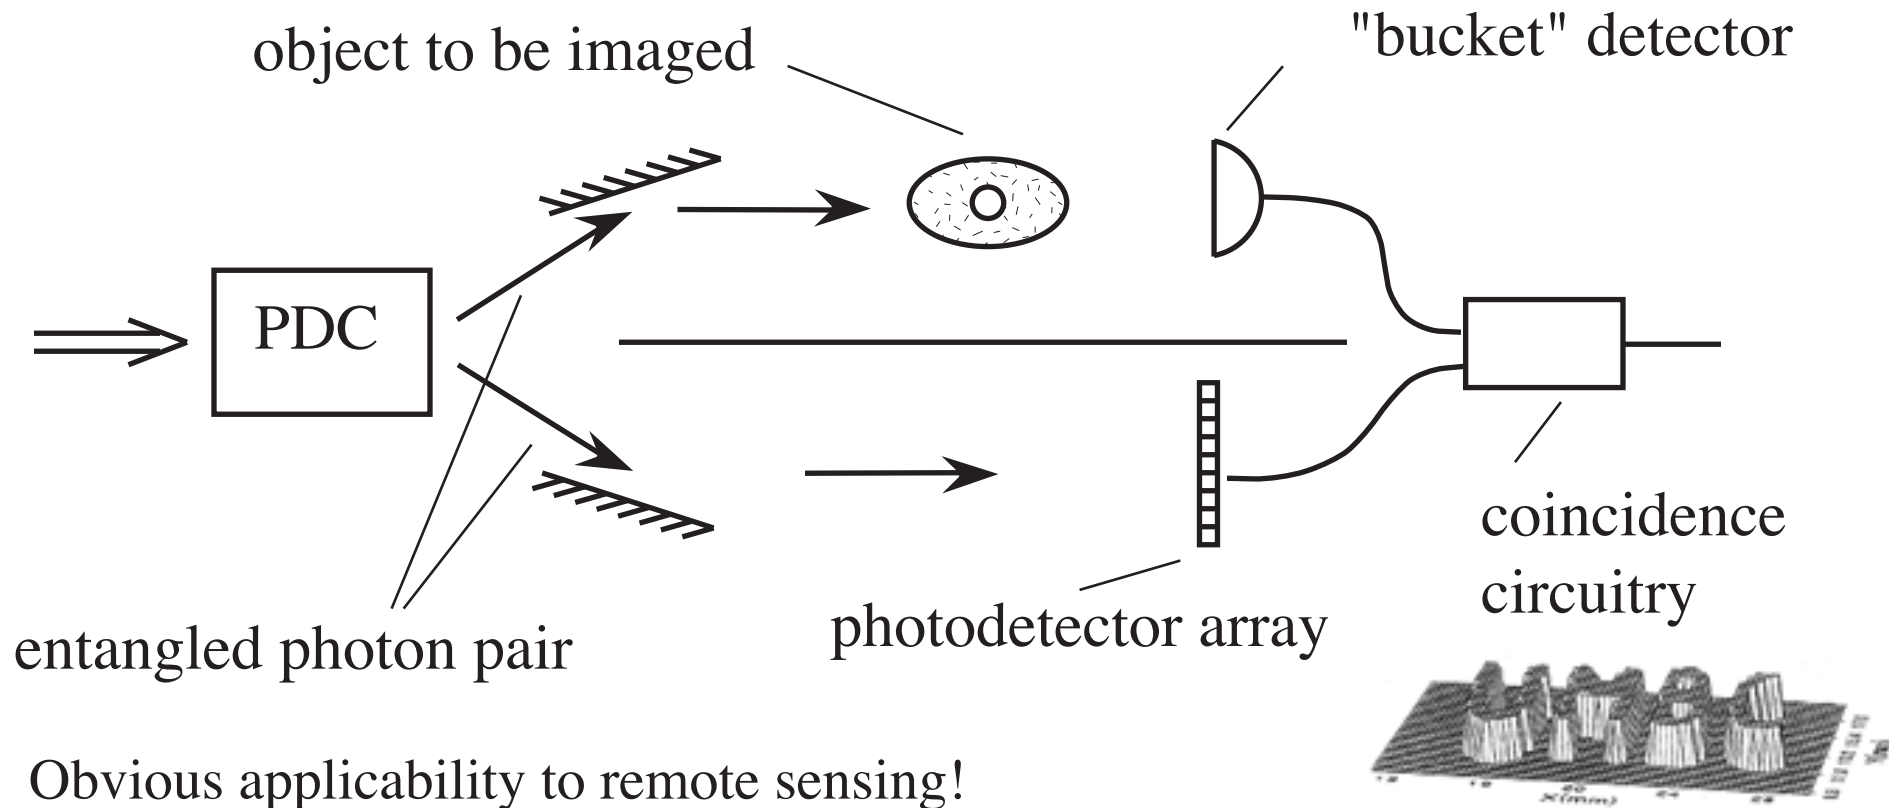 object to be imaged
"bucket" detector
PDC
entangled photon pair
photodetector array
coincidence
circuitry
Obvious applicability to remote sensing!
X(mm)